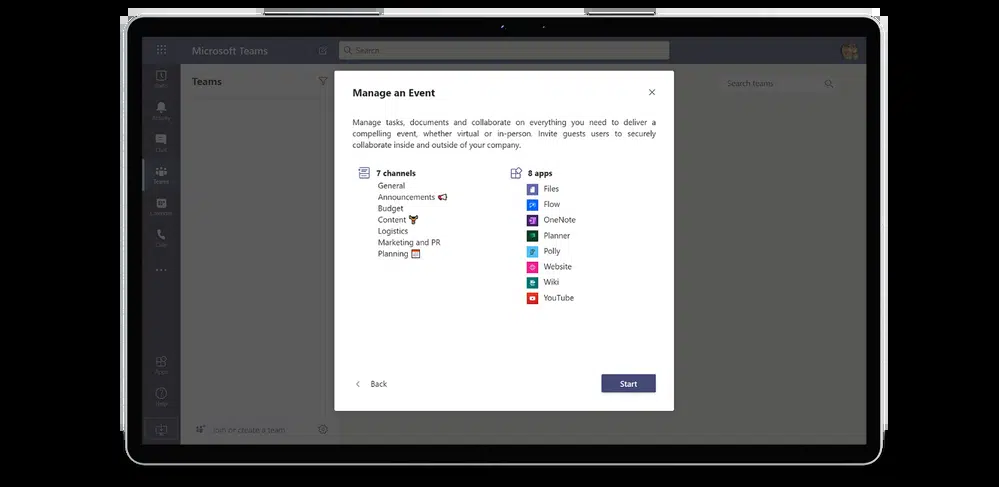 Microsoft Teams
Search
Teams
Search teams
Manage an Event
Manage tasks, documents and collaborate on everything you need to deliver a
compelling event, whether virtual or in-person. Invite guests users to securely
collaborate inside and outside of your company.
7 channels
General
Announcements 📢
Budget
Content
Logistics
Marketing and PR
Planning 📅
8 apps
Files
Flow
OneNote
Planner
Polly
Website
Wiki
YouTube
Back
Start
Activity
Chat
Teams
Calls
Apps
Help
Join or create a team